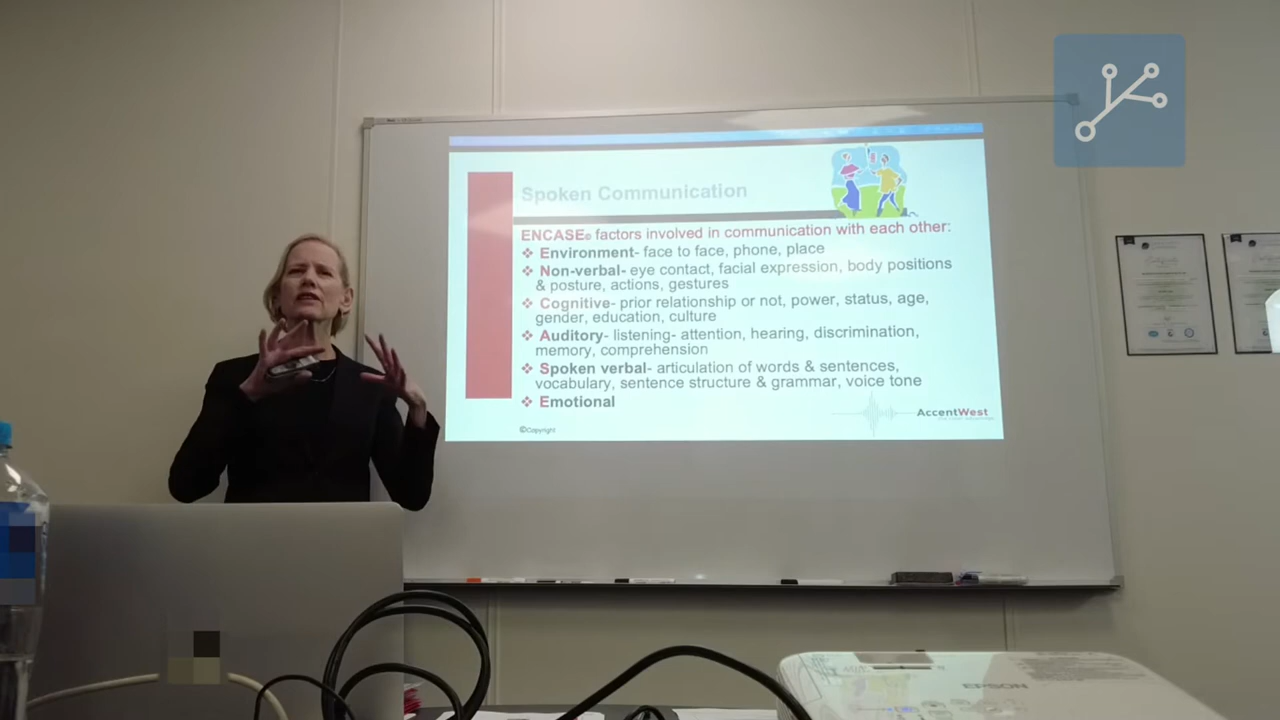 Spoken Communication
ENCASE© factors involved in communication with each other:
❖ Environment- face to face, phone, place
❖ Non-verbal- eye contact, facial expression, body positions
& posture, actions, gestures
❖ Cognitive- prior relationship or not, power, status, age,
gender, education, culture
❖ Auditory- listening- attention, hearing, discrimination,
memory, comprehension
❖ Spoken verbal- articulation of words & sentences,
vocabulary, sentence structure & grammar, voice tone
❖ Emotional
AccentWest
©Copyright
EPSON